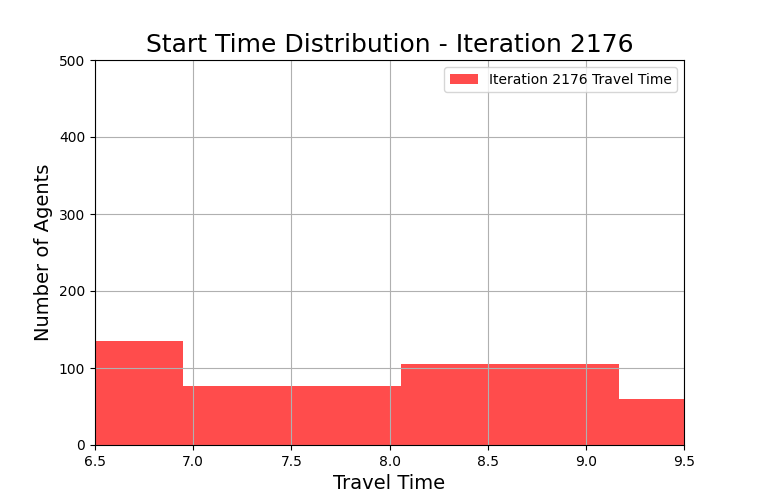 Start Time Distribution - Iteration 2176
Iteration 2176 Travel Time
Number of Agents
500
400
300
200
100
0
6.5 7.0 7.5 8.0 8.5 9.0 9.5
Travel Time